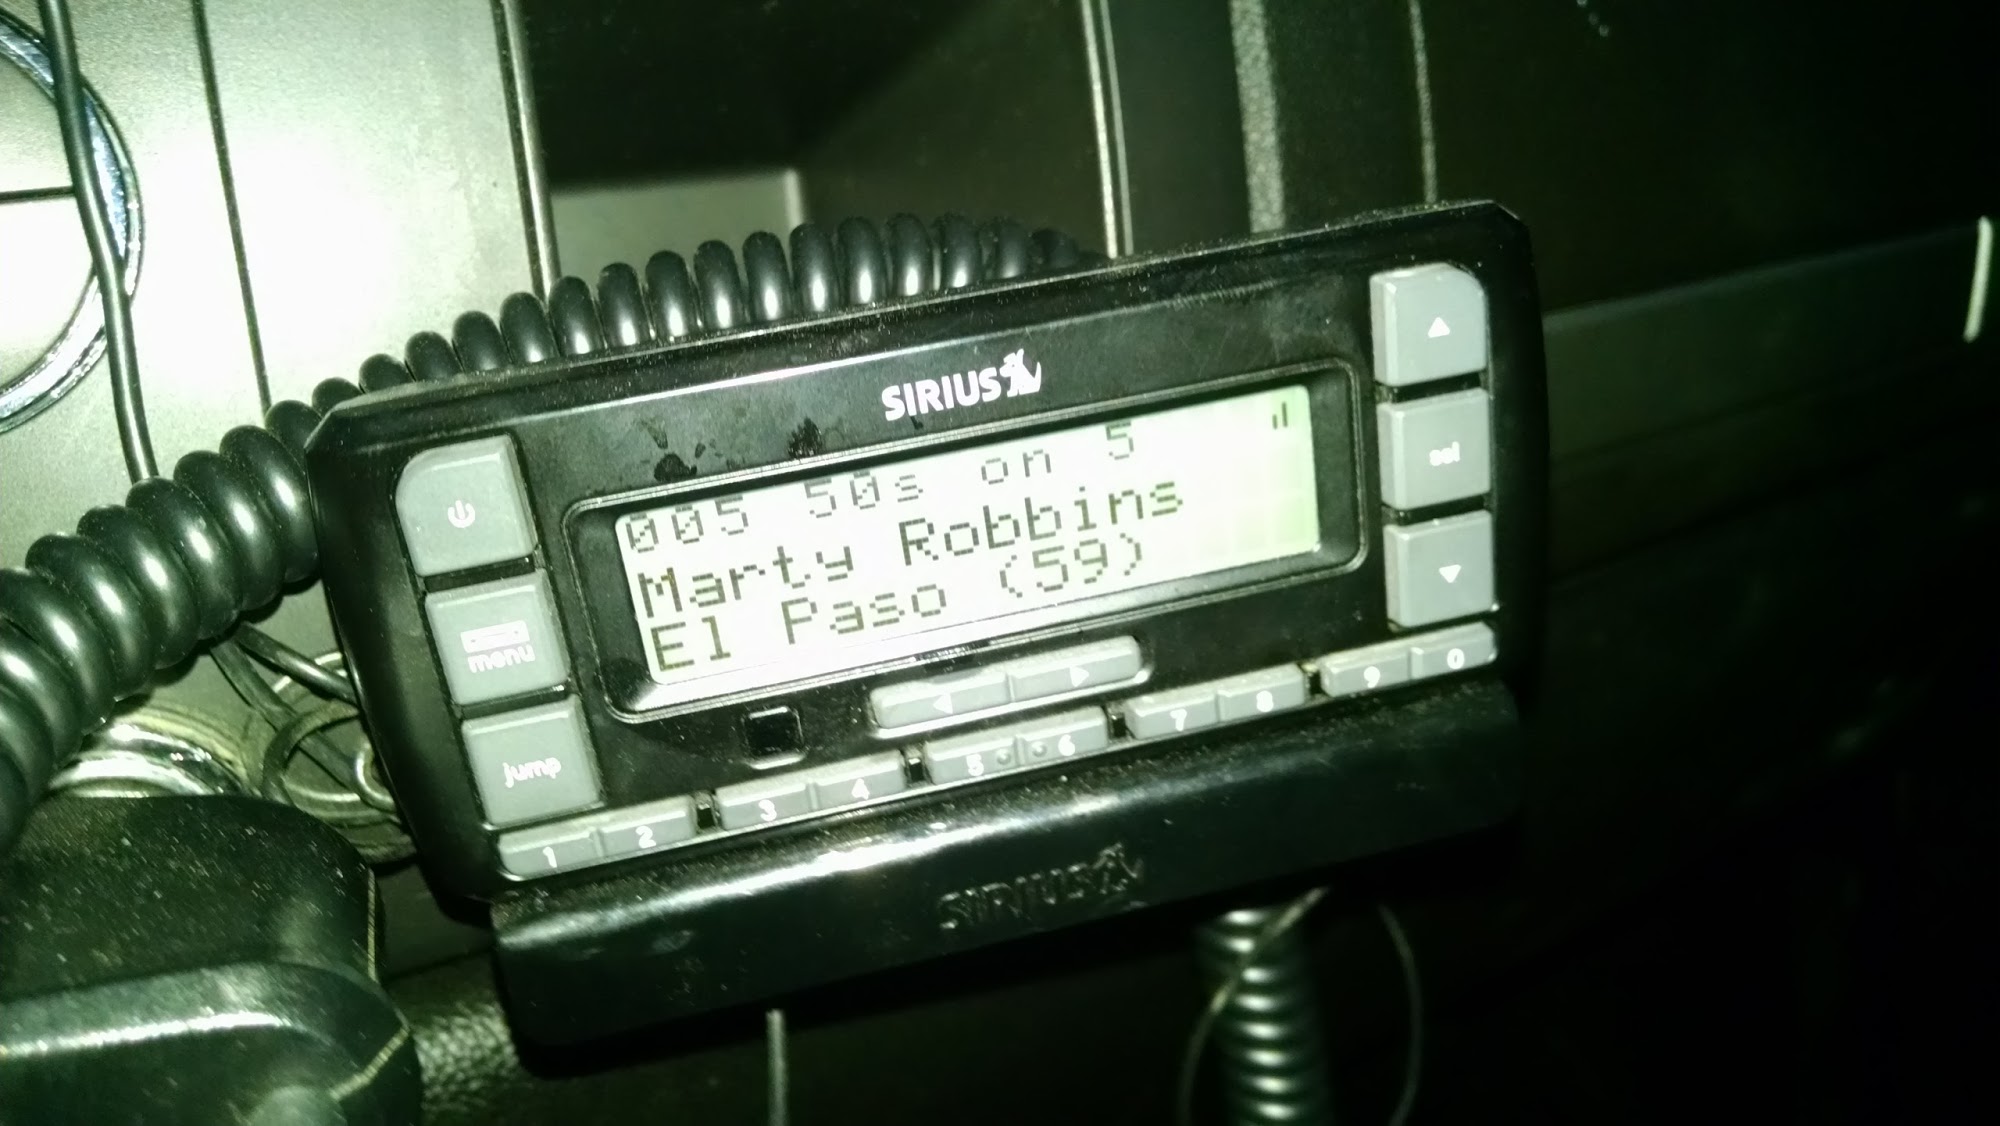 SIRIUS
005 50s on 5
Marty Robbins
El Paso (59)
menu
jump
sel
1 2 3 4 5 6 7 8 9 0
SIRIUS